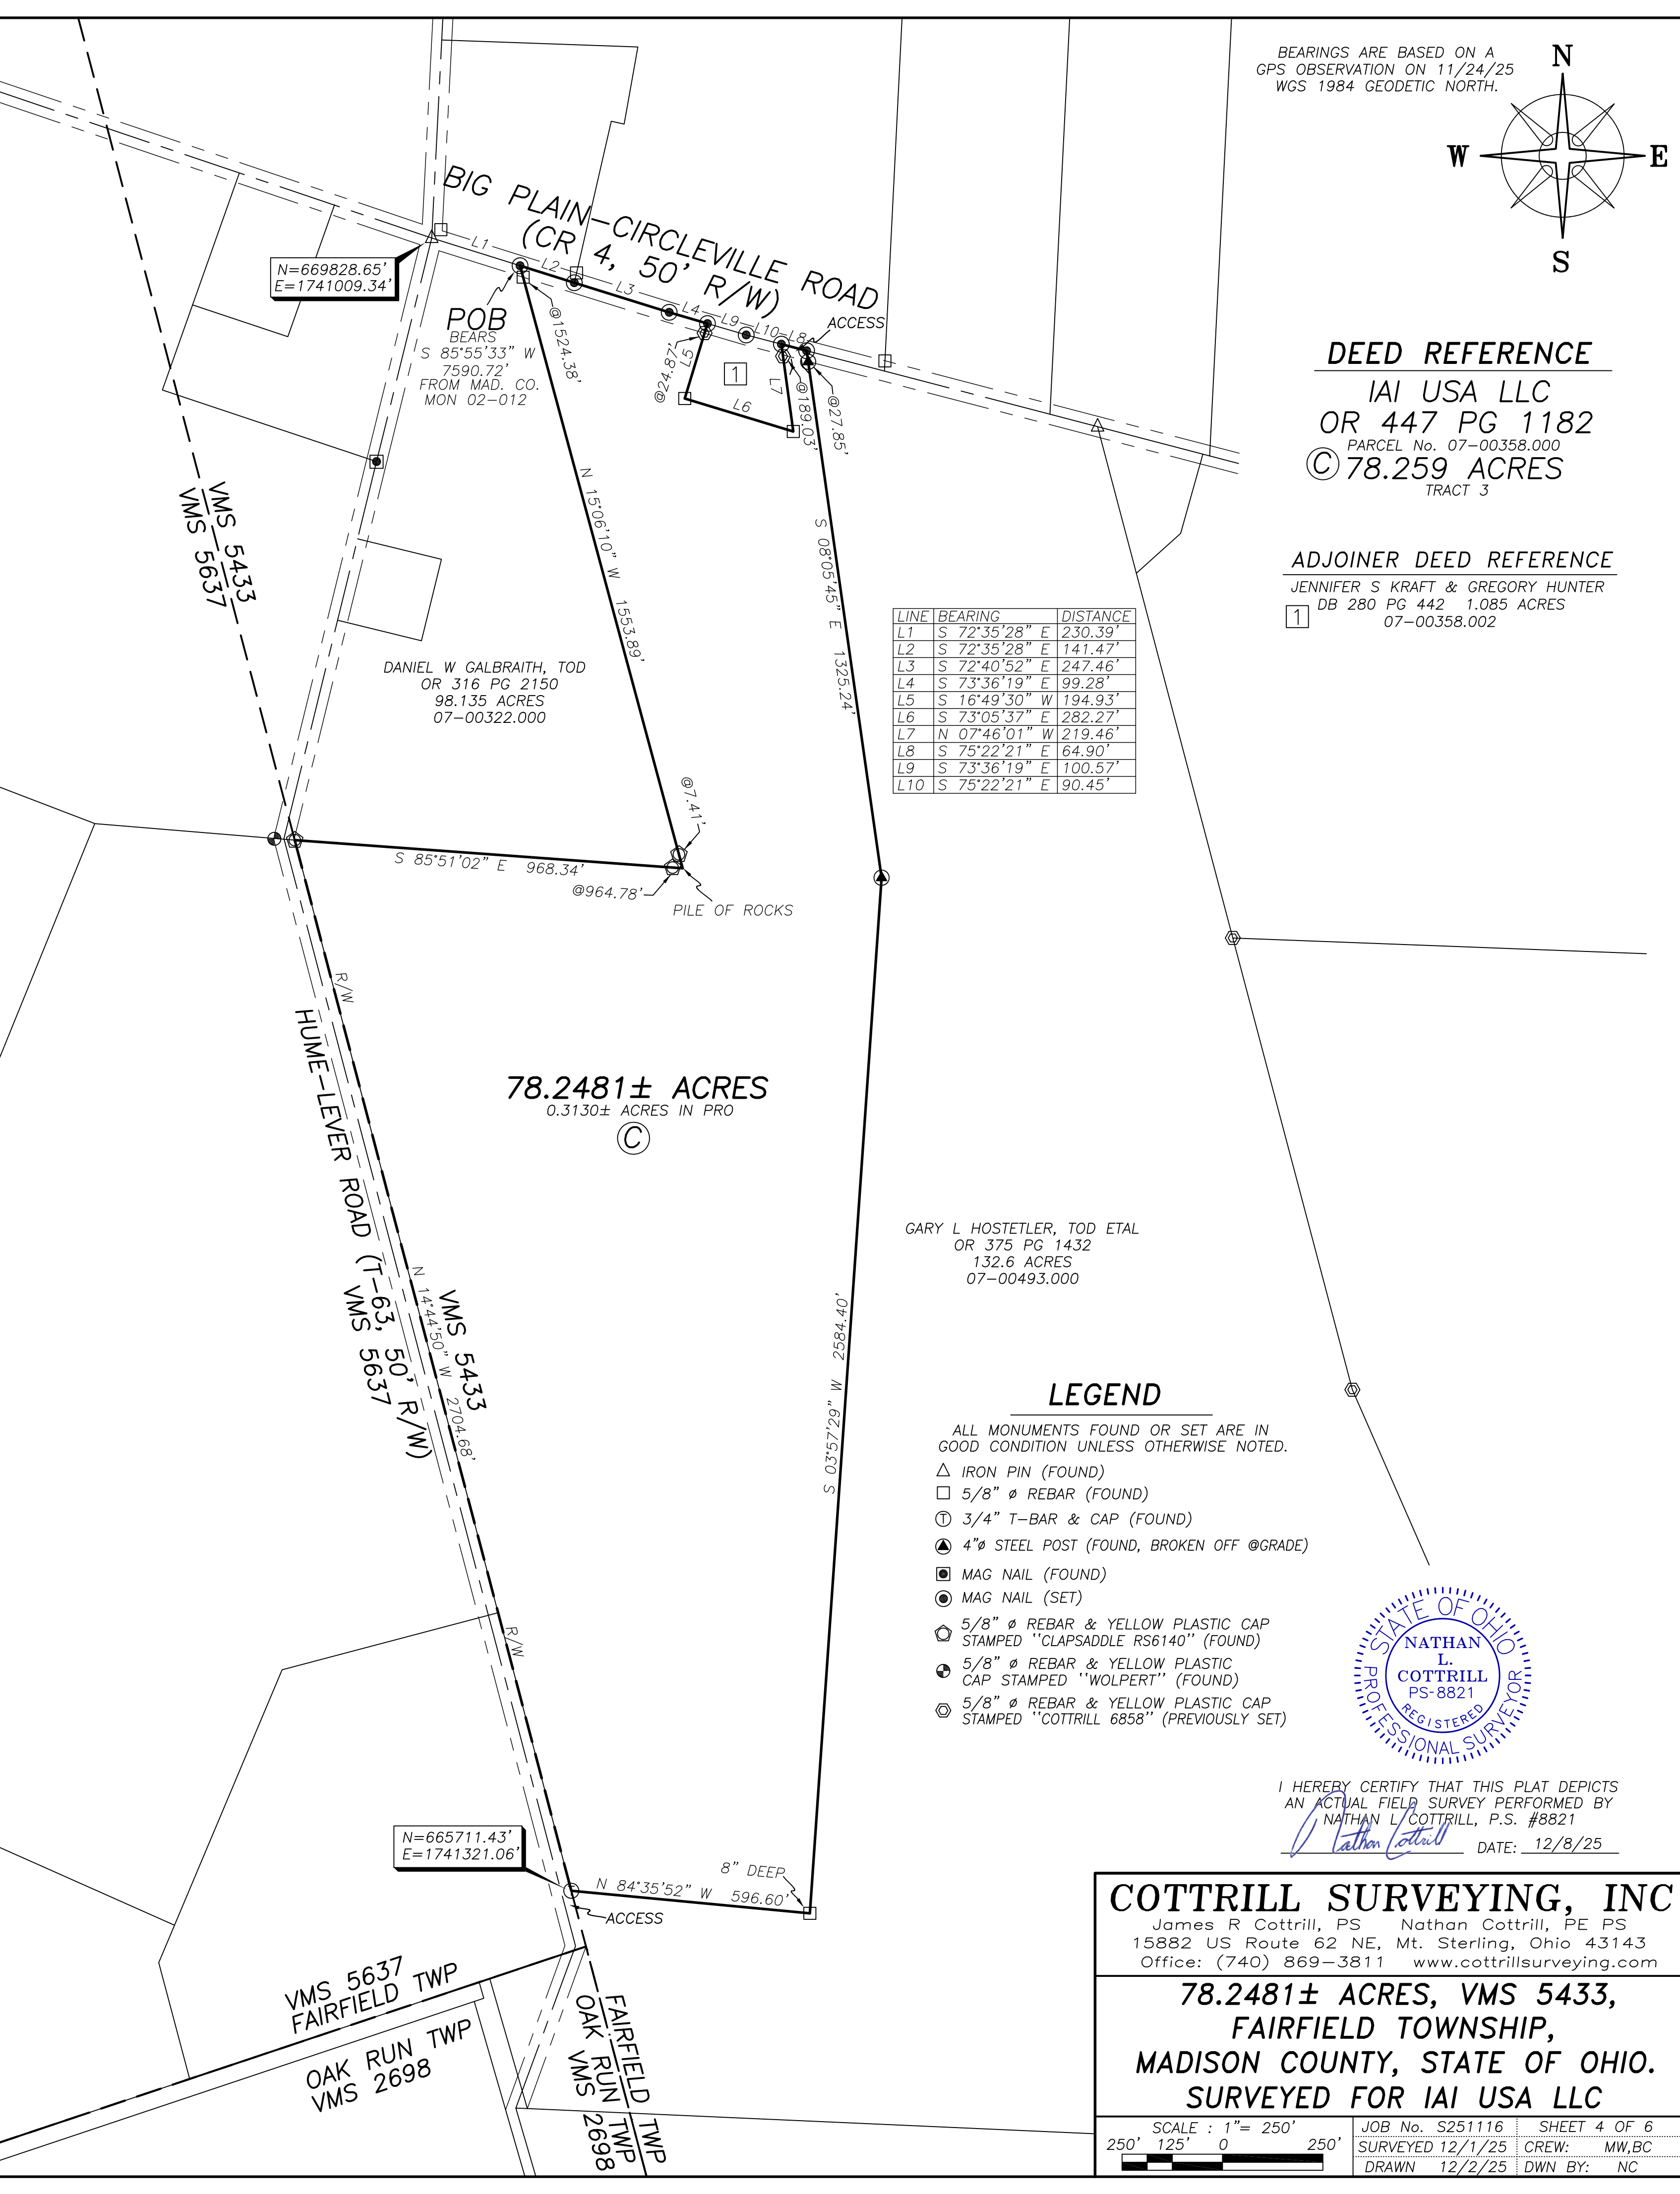 BEARINGS ARE BASED ON A
GPS OBSERVATION ON 11/24/25
WGS 1984 GEODETIC NORTH.
N
W
E
S
BIG PLAIN-CIRCLEVILLE ROAD
(CR 4, 50' R/W)
N=669828.65'
E=1741009.34'
L1
L2
L3
L4
L9
L10
L8
ACCESS
POB
BEARS
S 85°55'33" W
7590.72'
FROM MAD. CO.
MON 02-012
@1524.38'
@24.87'
L5
1
L6
L7
@189.03'
@27.85'
DEED REFERENCE
IAI USA LLC
OR 447 PG 1182
PARCEL No. 07-00358.000
C 78.259 ACRES
TRACT 3
ADJOINER DEED REFERENCE
JENNIFER S KRAFT & GREGORY HUNTER
1 DB 280 PG 442 1.085 ACRES
07-00358.002
VMS 5433
VMS 5637
N 15°06'10" W 1553.89'
S 08°05'45" E 1325.24'
LINE BEARING DISTANCE
L1 S 72°35'28" E 230.39'
L2 S 72°35'28" E 141.47'
L3 S 72°40'52" E 247.46'
L4 S 73°36'19" E 99.28'
L5 S 16°49'30" W 194.93'
L6 S 73°05'37" E 282.27'
L7 N 07°46'01" W 219.46'
L8 S 75°22'21" E 64.90'
L9 S 73°36'19" E 100.57'
L10 S 75°22'21" E 90.45'
DANIEL W GALBRAITH, TOD
OR 316 PG 2150
98.135 ACRES
07-00322.000
@7.41'
S 85°51'02" E 968.34'
@964.78'
PILE OF ROCKS
R/W
HUME-LEVER ROAD (T-63, 50' R/W)
78.2481± ACRES
0.3130± ACRES IN PRO
C
GARY L HOSTETLER, TOD ETAL
OR 375 PG 1432
132.6 ACRES
07-00493.000
N 14°44'50" W 2704.68'
VMS 5433
VMS 5637
S 03°57'29" W 2584.40'
R/W
LEGEND
ALL MONUMENTS FOUND OR SET ARE IN
GOOD CONDITION UNLESS OTHERWISE NOTED.
IRON PIN (FOUND)
5/8" ø REBAR (FOUND)
T 3/4" T-BAR & CAP (FOUND)
4"ø STEEL POST (FOUND, BROKEN OFF @GRADE)
MAG NAIL (FOUND)
MAG NAIL (SET)
5/8" ø REBAR & YELLOW PLASTIC CAP
STAMPED ''CLAPSADDLE RS6140'' (FOUND)
5/8" ø REBAR & YELLOW PLASTIC
CAP STAMPED ''WOLPERT'' (FOUND)
5/8" ø REBAR & YELLOW PLASTIC CAP
STAMPED ''COTTRILL 6858'' (PREVIOUSLY SET)
STATE OF OHIO
NATHAN
L.
COTTRILL
PS-8821
REGISTERED
PROFESSIONAL SURVEYOR
I HEREBY CERTIFY THAT THIS PLAT DEPICTS
AN ACTUAL FIELD SURVEY PERFORMED BY
NATHAN L COTTRILL, P.S. #8821
Nathan Cottrill
DATE: 12/8/25
N=665711.43'
E=1741321.06'
N 84°35'52" W 596.60'
8" DEEP
ACCESS
VMS 5637
FAIRFIELD TWP
OAK RUN TWP
VMS 2698
FAIRFIELD TWP
OAK RUN TWP
VMS 2698
COTTRILL SURVEYING, INC
James R Cottrill, PS Nathan Cottrill, PE PS
15882 US Route 62 NE, Mt. Sterling, Ohio 43143
Office: (740) 869-3811 www.cottrillsurveying.com
78.2481± ACRES, VMS 5433,
FAIRFIELD TOWNSHIP,
MADISON COUNTY, STATE OF OHIO.
SURVEYED FOR IAI USA LLC
SCALE : 1"= 250'
250' 125' 0 250'
JOB No. S251116 SHEET 4 OF 6
SURVEYED 12/1/25 CREW: MW,BC
DRAWN 12/2/25 DWN BY: NC